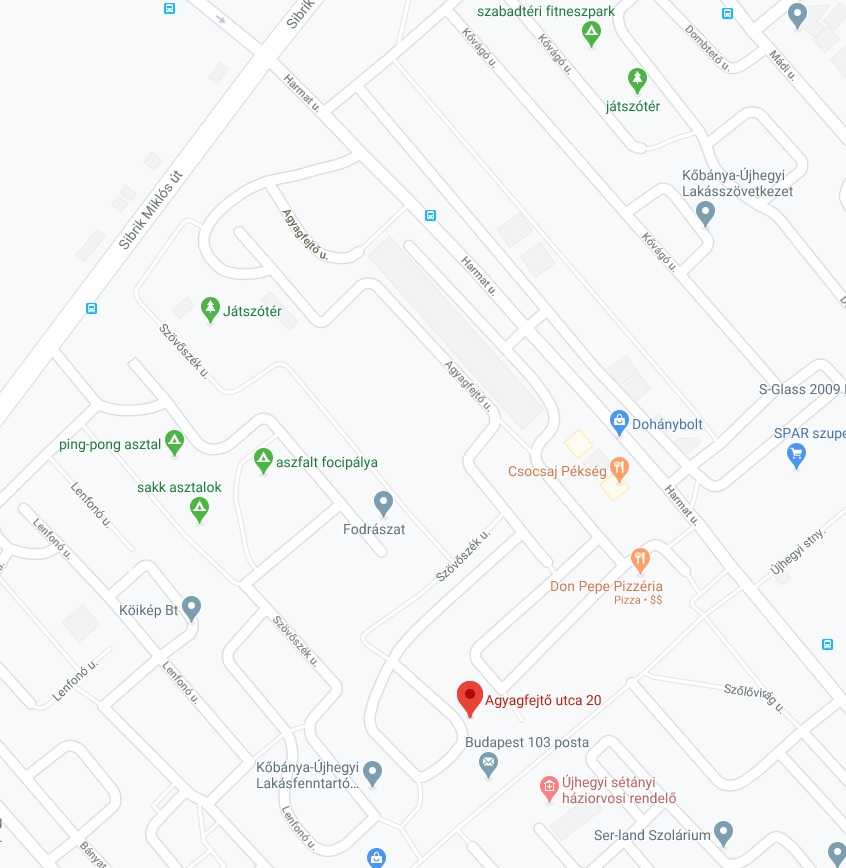 Sibrik
szabadtéri fitneszpark
Kővágó u.
Kővágó u.
Dombtető u.
Mádi u.
Harmat u.
játszótér
Kőbánya-Újhegyi
Lakásszövetkezet
Sibrik Miklós út
Agyagfejtő u.
Kővágó u.
Harmat u.
Játszótér
Szövőszék u.
Agyagfejtő u.
S-Glass 2009
Dohánybolt
SPAR szupe
ping-pong asztal
aszfalt focipálya
Csocsaj Pékség
sakk asztalok
Lenfonó u.
Harmat u.
Fodrászat
Lenfonó u.
Szövőszék u.
Újhegyi stny.
Don Pepe Pizzéria
Pizza • $$
Köikép Bt
Szövőszék u.
Lenfonó u.
Lenfonó u.
Szőlővirág u.
Agyagfejtő utca 20
Budapest 103 posta
Kőbánya-Újhegyi
Lakásfenntartó...
Újhegyi sétányi
háziorvosi rendelő
Lenfonó u.
Ser-land Szolárium
Bányat